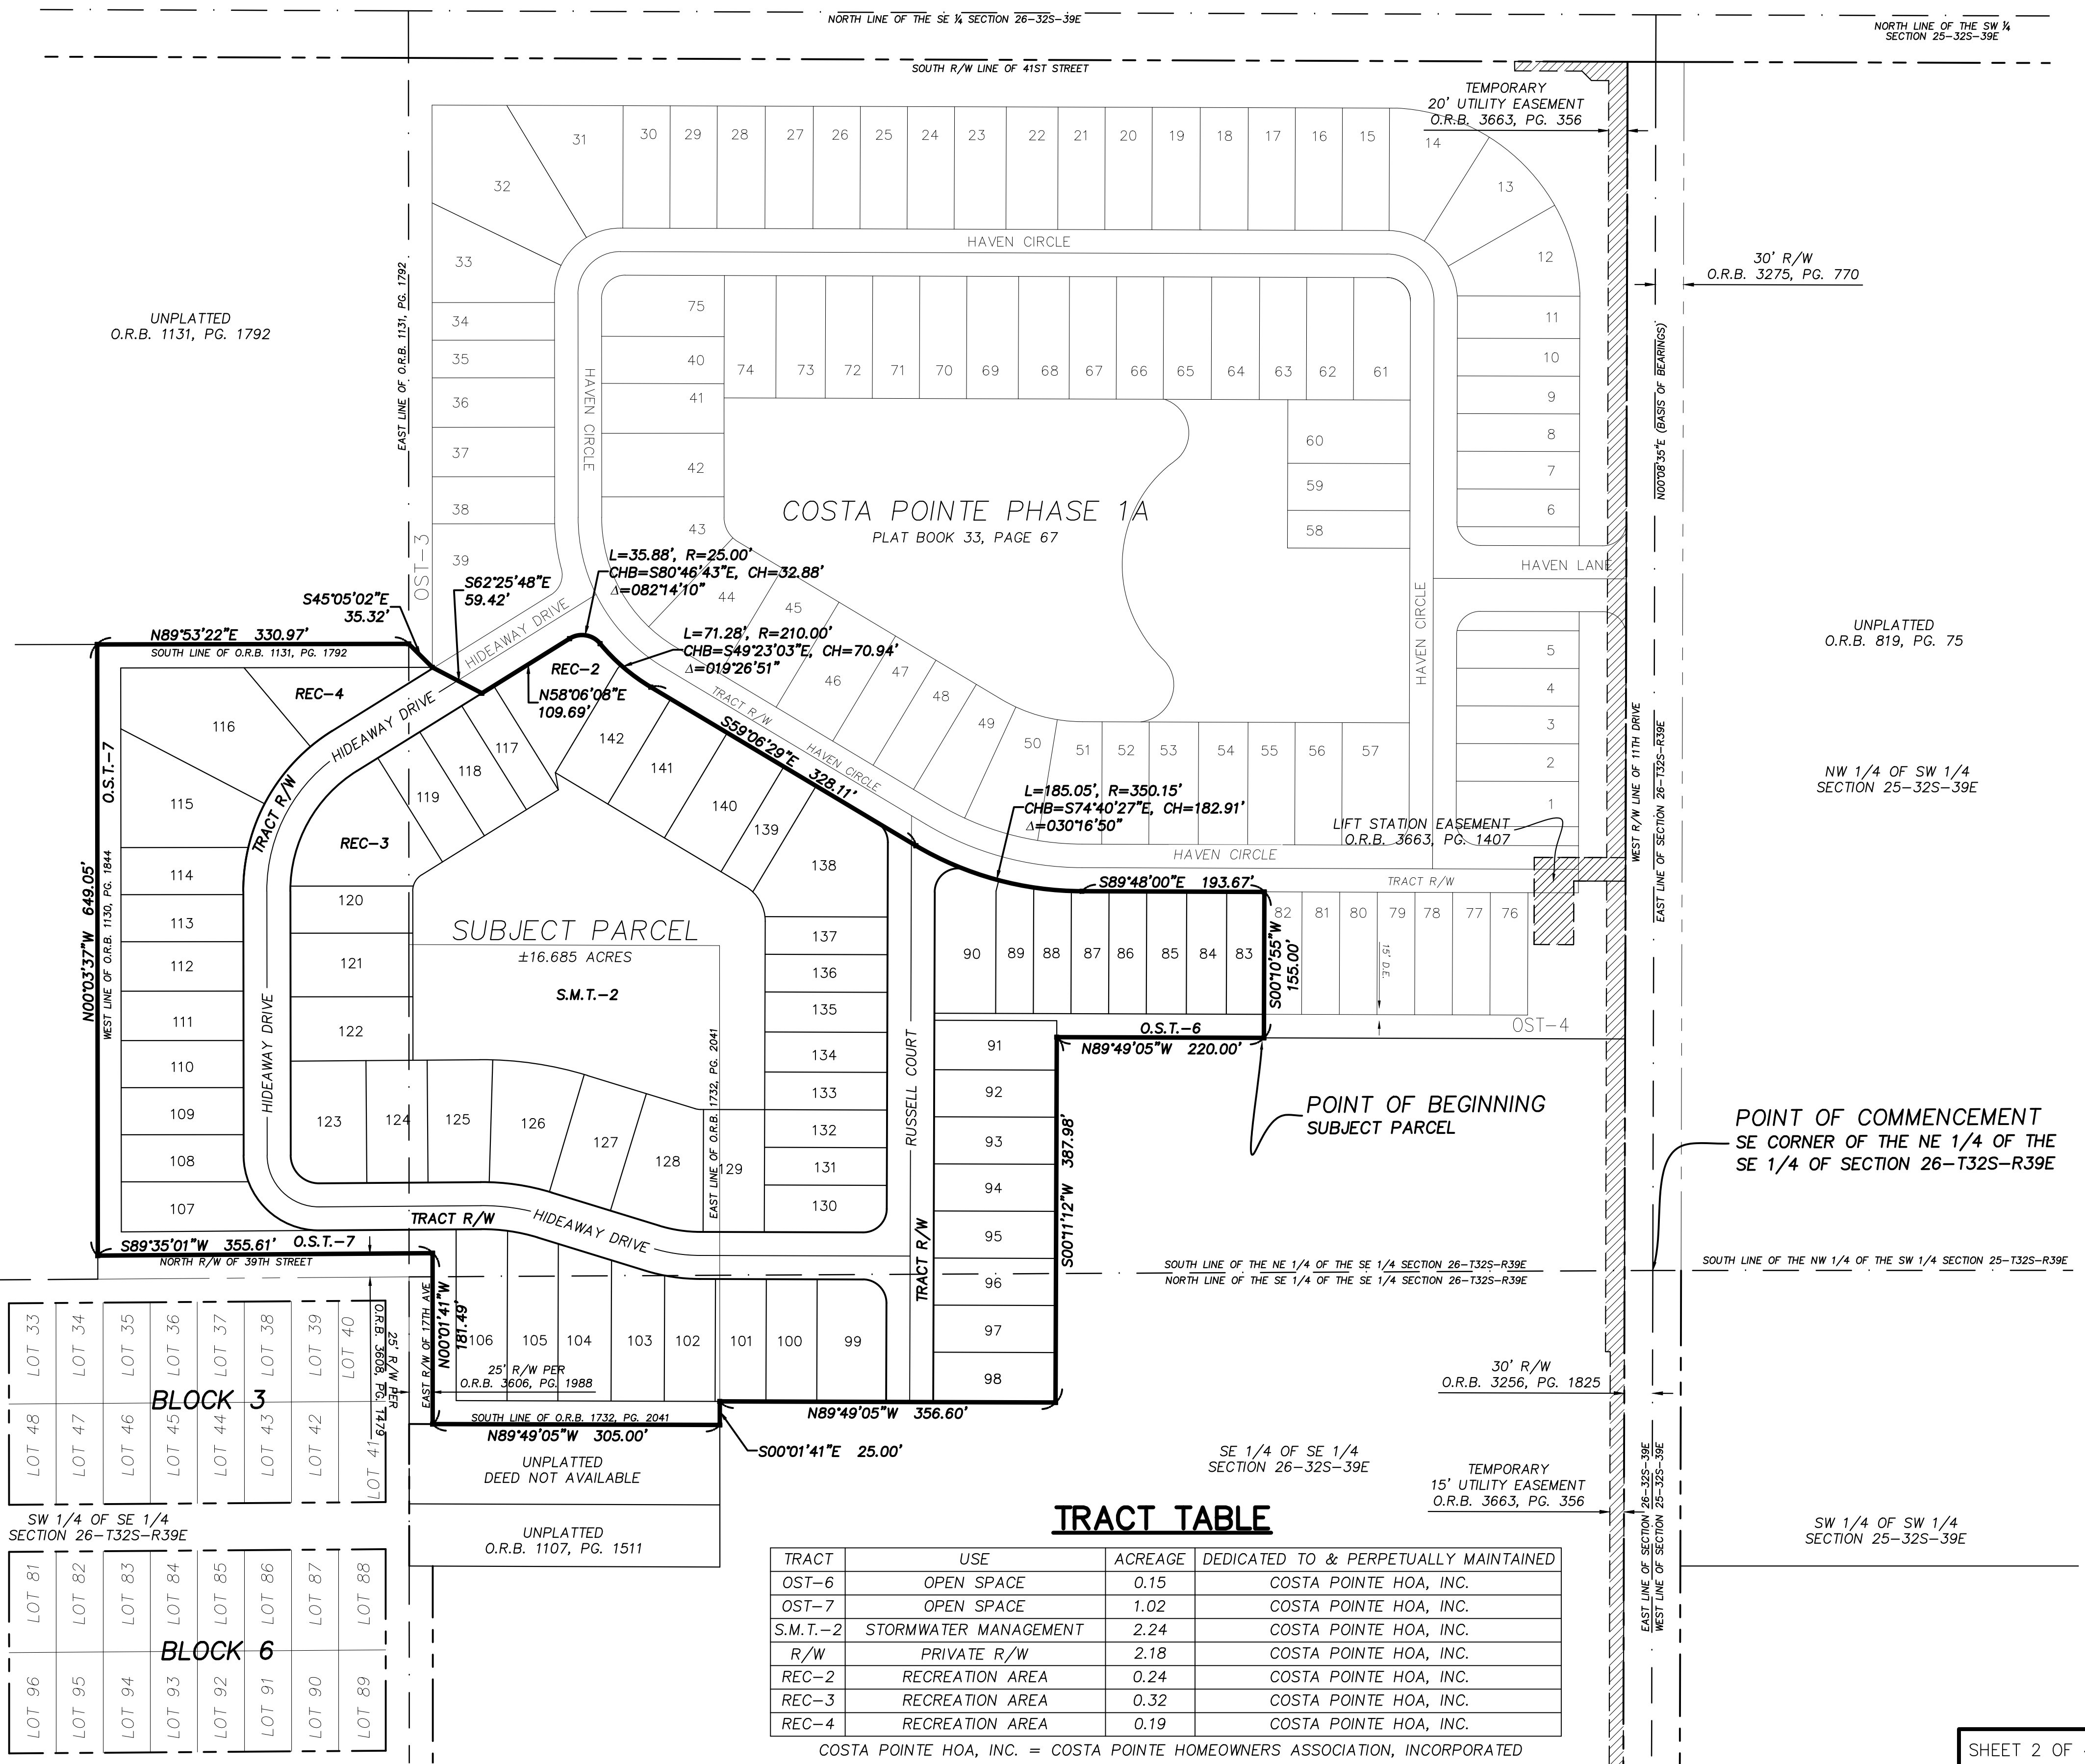 NORTH LINE OF THE SE ¼ SECTION 26-32S-39E
NORTH LINE OF THE SW ¼
SECTION 25-32S-39E
SOUTH R/W LINE OF 41ST STREET
TEMPORARY
20' UTILITY EASEMENT
O.R.B. 3663, PG. 356
31
30
29
28
27
26
25
24
23
22
21
20
19
18
17
16
15
14
13
12
32
33
HAVEN CIRCLE
30' R/W
O.R.B. 3275, PG. 770
UNPLATTED
O.R.B. 1131, PG. 1792
EAST LINE OF O.R.B. 1131, PG. 1792
34
35
36
37
38
39
OST-3
HAVEN CIRCLE
75
40
41
42
43
74
73
72
71
70
69
68
67
66
65
64
63
62
61
60
59
58
11
10
9
8
7
6
N00°08'35"E (BASIS OF BEARINGS)
COSTA POINTE PHASE 1A
PLAT BOOK 33, PAGE 67
HAVEN LANE
HAVEN CIRCLE
L=35.88', R=25.00'
CHB=S80°46'43"E, CH=32.88'
Δ=082°14'10"
S62°25'48"E
59.42'
S45°05'02"E
35.32'
HIDEAWAY DRIVE
L=71.28', R=210.00'
CHB=S49°23'03"E, CH=70.94'
Δ=019°26'51"
44
45
46
47
48
49
50
51
52
53
54
55
56
57
5
4
3
2
1
UNPLATTED
O.R.B. 819, PG. 75
N89°53'22"E 330.97'
SOUTH LINE OF O.R.B. 1131, PG. 1792
REC-4
REC-2
N58°06'08"E
109.69'
TRACT R/W
HAVEN CIRCLE
S59°06'29"E 328.11'
WEST R/W LINE OF 11TH DRIVE
EAST LINE OF SECTION 26-T32S-R39E
NW 1/4 OF SW 1/4
SECTION 25-32S-39E
L=185.05', R=350.15'
CHB=S74°40'27"E, CH=182.91'
Δ=030°16'50"
LIFT STATION EASEMENT
O.R.B. 3663, PG. 1407
HAVEN CIRCLE
TRACT R/W
S89°48'00"E 193.67'
116
115
114
113
112
111
110
109
108
107
O.S.T.-7
N00°03'37"W 649.05'
WEST LINE OF O.R.B. 1130, PG. 1844
HIDEAWAY DRIVE
TRACT R/W
HIDEAWAY DRIVE
117
118
119
REC-3
120
121
122
142
141
140
139
138
137
136
135
134
133
132
131
130
SUBJECT PARCEL
±16.685 ACRES
S.M.T.-2
EAST LINE OF O.R.B. 1732, PG. 2041
RUSSELL COURT
TRACT R/W
90
89
88
87
86
85
84
83
82
81
80
79
78
77
76
15' D.E.
S00°10'55"W
155.00'
O.S.T.-6
N89°49'05"W 220.00'
OST-4
91
92
93
94
95
96
97
98
S00°11'12"W 387.98'
POINT OF BEGINNING
SUBJECT PARCEL
POINT OF COMMENCEMENT
SE CORNER OF THE NE 1/4 OF THE
SE 1/4 OF SECTION 26-T32S-R39E
123
124
125
126
127
128
129
TRACT R/W
HIDEAWAY DRIVE
S89°35'01"W 355.61'
O.S.T.-7
NORTH R/W OF 39TH STREET
SOUTH LINE OF THE NE 1/4 OF THE SE 1/4 SECTION 26-T32S-R39E
NORTH LINE OF THE SE 1/4 OF THE SE 1/4 SECTION 26-T32S-R39E
SOUTH LINE OF THE NW 1/4 OF THE SW 1/4 SECTION 25-T32S-R39E
EAST R/W OF 17TH AVE
N00°01'41"W
181.49'
106
105
104
103
102
101
100
99
25' R/W PER
O.R.B. 3606, PG. 1988
SOUTH LINE OF O.R.B. 1732, PG. 2041
N89°49'05"W 305.00'
N89°49'05"W 356.60'
S00°01'41"E 25.00'
25' R/W PER
O.R.B. 3608, PG. 1479
LOT 33
LOT 34
LOT 35
LOT 36
LOT 37
LOT 38
LOT 39
LOT 40
BLOCK 3
LOT 48
LOT 47
LOT 46
LOT 45
LOT 44
LOT 43
LOT 42
LOT 41
SW 1/4 OF SE 1/4
SECTION 26-T32S-R39E
LOT 81
LOT 82
LOT 83
LOT 84
LOT 85
LOT 86
LOT 87
LOT 88
BLOCK 6
LOT 96
LOT 95
LOT 94
LOT 93
LOT 92
LOT 91
LOT 90
LOT 89
UNPLATTED
DEED NOT AVAILABLE
UNPLATTED
O.R.B. 1107, PG. 1511
30' R/W
O.R.B. 3256, PG. 1825
SE 1/4 OF SE 1/4
SECTION 26-32S-39E
TEMPORARY
15' UTILITY EASEMENT
O.R.B. 3663, PG. 356
EAST LINE OF SECTION 26-32S-39E
WEST LINE OF SECTION 25-32S-39E
SW 1/4 OF SW 1/4
SECTION 25-32S-39E
TRACT TABLE
TRACT USE ACREAGE DEDICATED TO & PERPETUALLY MAINTAINED
OST-6 OPEN SPACE 0.15 COSTA POINTE HOA, INC.
OST-7 OPEN SPACE 1.02 COSTA POINTE HOA, INC.
S.M.T.-2 STORMWATER MANAGEMENT 2.24 COSTA POINTE HOA, INC.
R/W PRIVATE R/W 2.18 COSTA POINTE HOA, INC.
REC-2 RECREATION AREA 0.24 COSTA POINTE HOA, INC.
REC-3 RECREATION AREA 0.32 COSTA POINTE HOA, INC.
REC-4 RECREATION AREA 0.19 COSTA POINTE HOA, INC.
COSTA POINTE HOA, INC. = COSTA POINTE HOMEOWNERS ASSOCIATION, INCORPORATED
SHEET 2 OF